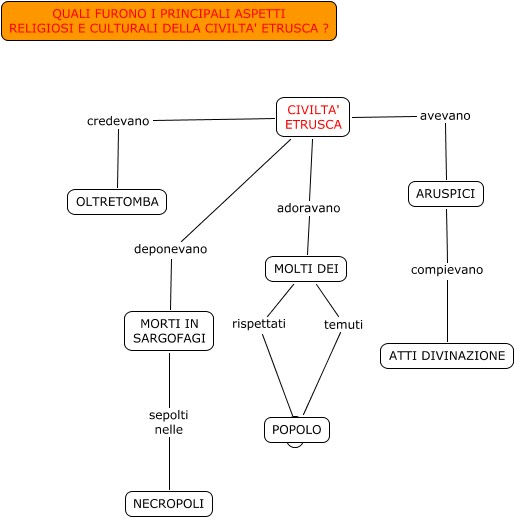 QUALI FURONO I PRINCIPALI ASPETTI
RELIGIOSI E CULTURALI DELLA CIVILTA' ETRUSCA ?
CIVILTA'
ETRUSCA
credevano
avevano
OLTRETOMBA
ARUSPICI
adoravano
deponevano
MOLTI DEI
compievano
MORTI IN
SARGOFAGI
rispettati
temuti
ATTI DIVINAZIONE
sepolti
nelle
POPOLO
NECROPOLI